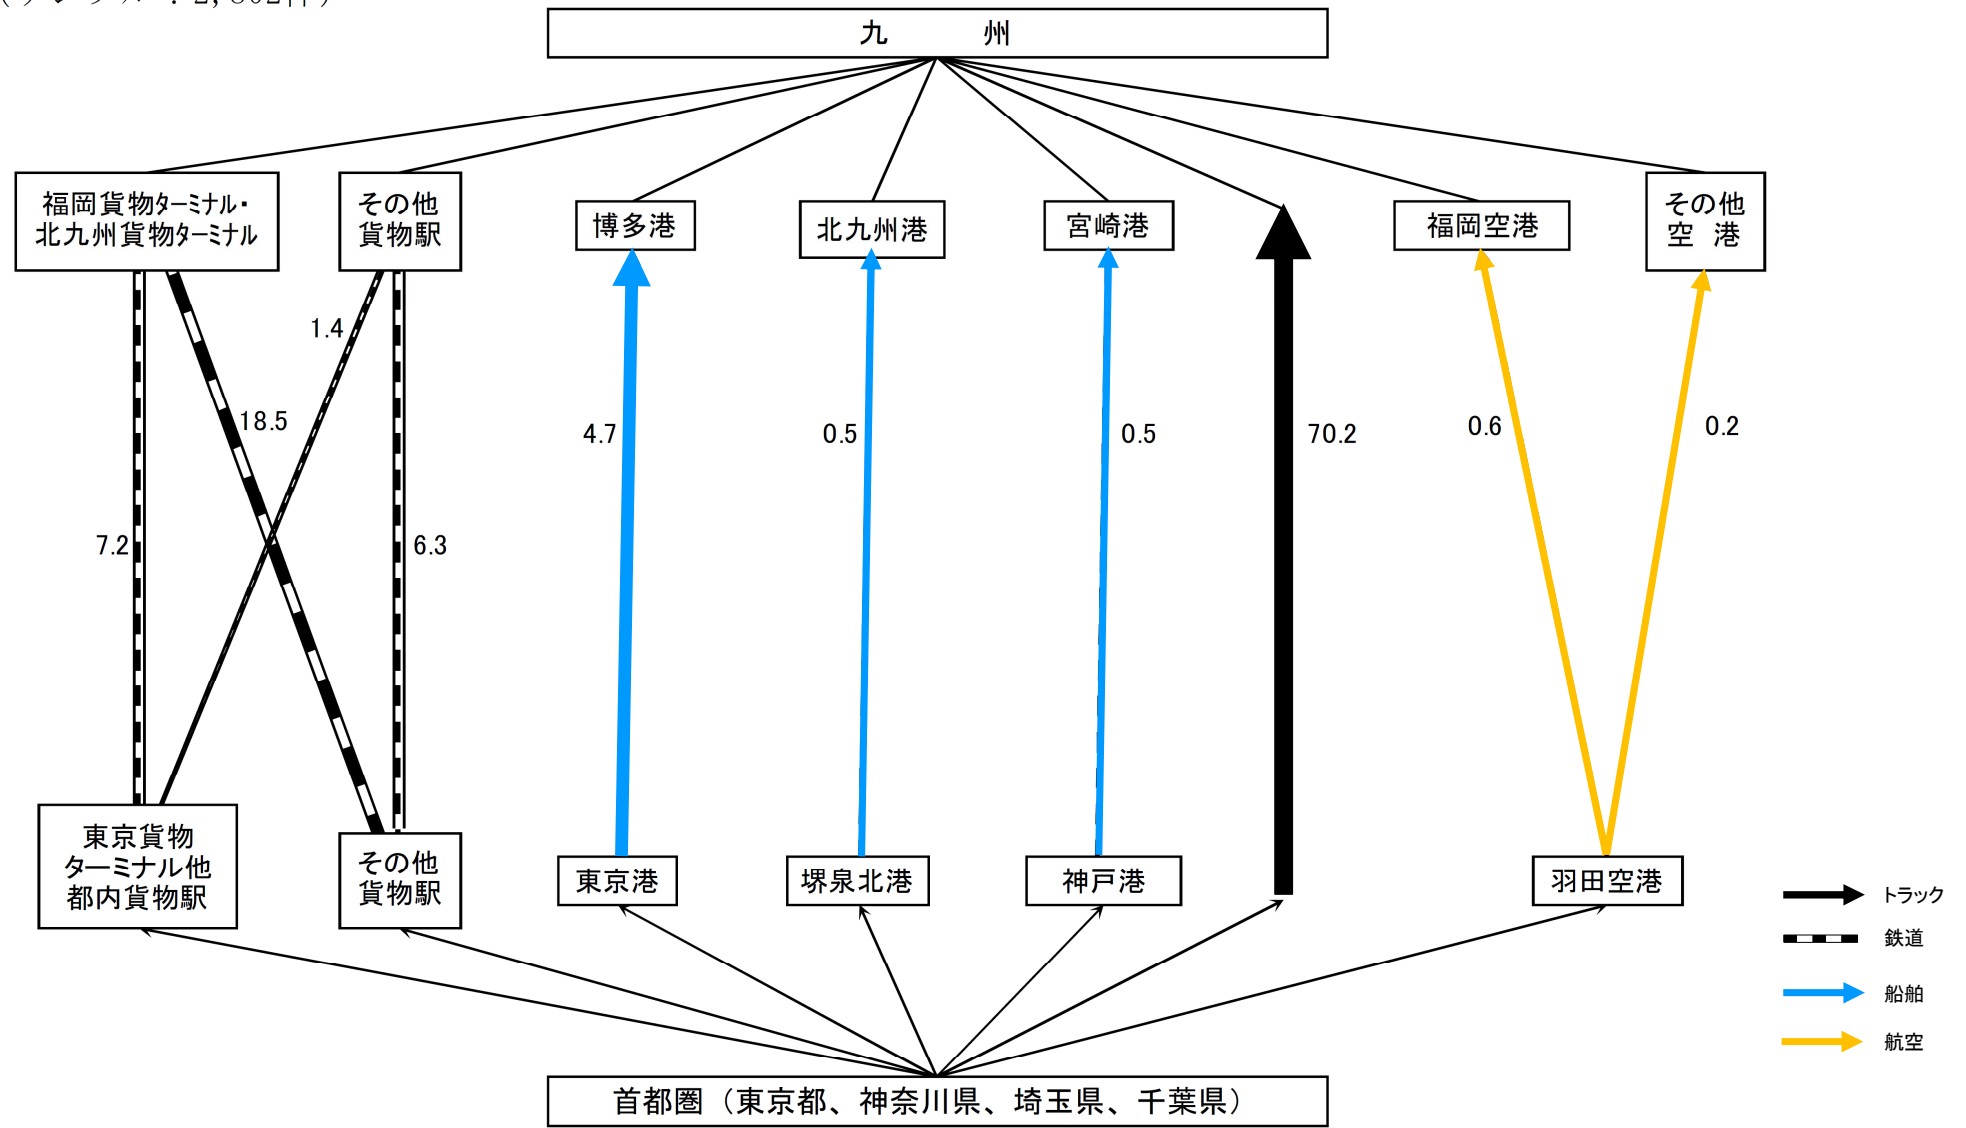 九　　州
福岡貨物ターミナル・
北九州貨物ターミナル
その他
貨物駅
博多港
北九州港
宮崎港
福岡空港
その他
空　港
1.4
18.5
4.7
0.5
0.5
70.2
0.6
0.2
7.2
6.3
東京貨物
ターミナル他
都内貨物駅
その他
貨物駅
東京港
堺泉北港
神戸港
羽田空港
トラック
鉄道
船舶
航空
首都圏（東京都、神奈川県、埼玉県、千葉県）